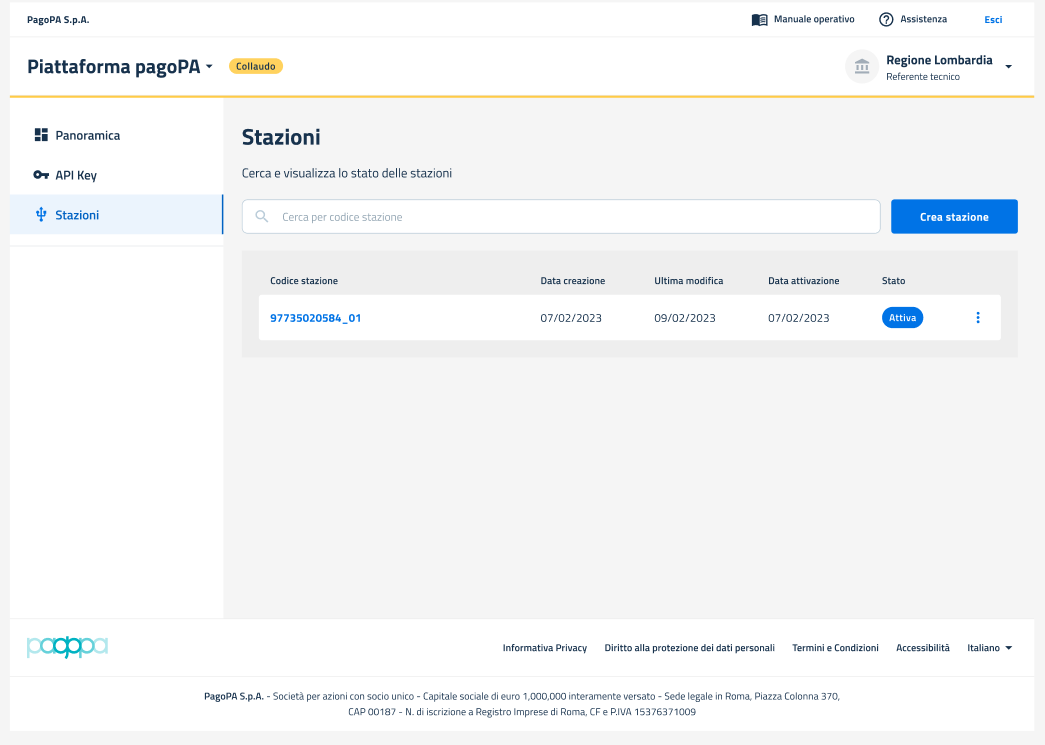 PagoPA S.p.A.
Manuale operativo
Assistenza
Esci
Piattaforma pagoPA
Collaudo
Regione Lombardia
Referente tecnico
Panoramica
API Key
Stazioni
Stazioni
Cerca e visualizza lo stato delle stazioni
Cerca per codice stazione
Crea stazione
Codice stazione Data creazione Ultima modifica Data attivazione Stato
97735020584_01 07/02/2023 09/02/2023 07/02/2023 Attiva
pagopa
Informativa Privacy Diritto alla protezione dei dati personali Termini e Condizioni Accessibilità Italiano
PagoPA S.p.A. - Società per azioni con socio unico - Capitale sociale di euro 1,000,000 interamente versato - Sede legale in Roma, Piazza Colonna 370,
CAP 00187 - N. di iscrizione a Registro Imprese di Roma, CF e P.IVA 15376371009